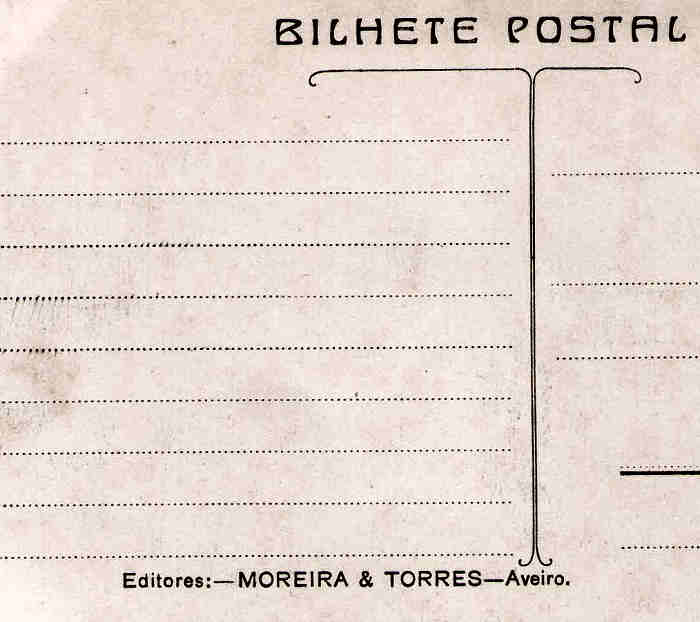 BILHETE POSTAL
Editores:—MOREIRA & TORRES—Aveiro.